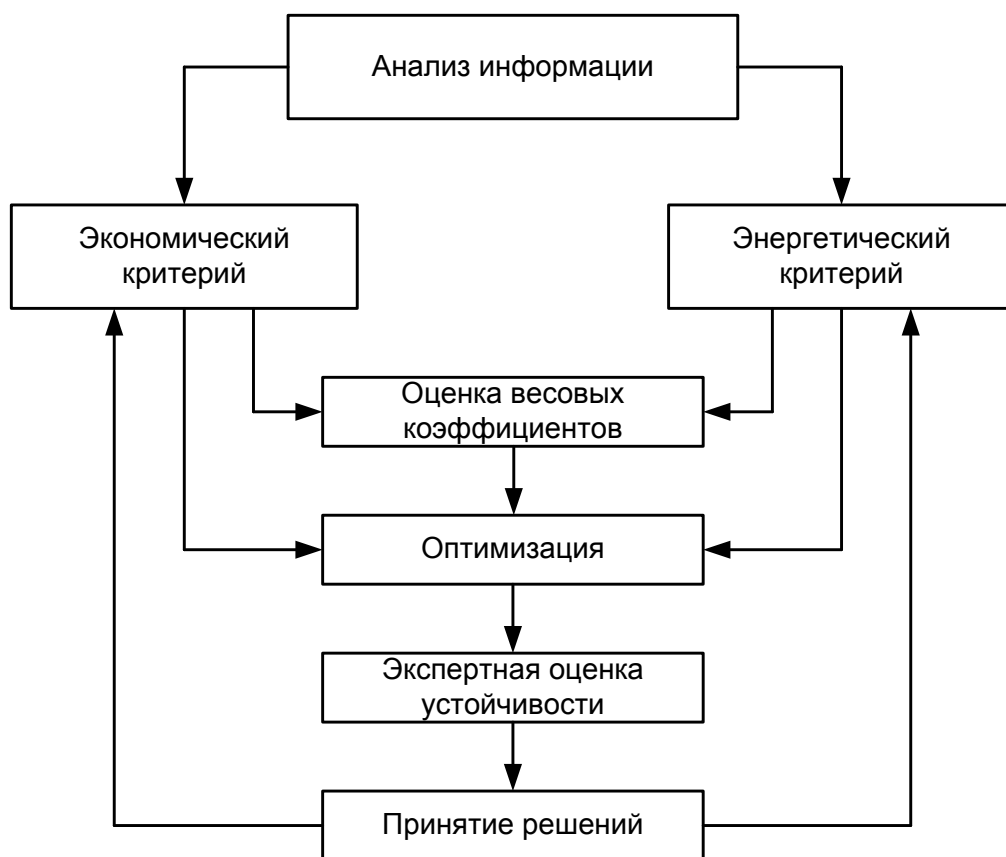 Анализ информации
Экономический
критерий
Энергетический
критерий
Оценка весовых
коэффициентов
Оптимизация
Экспертная оценка
устойчивости
Принятие решений